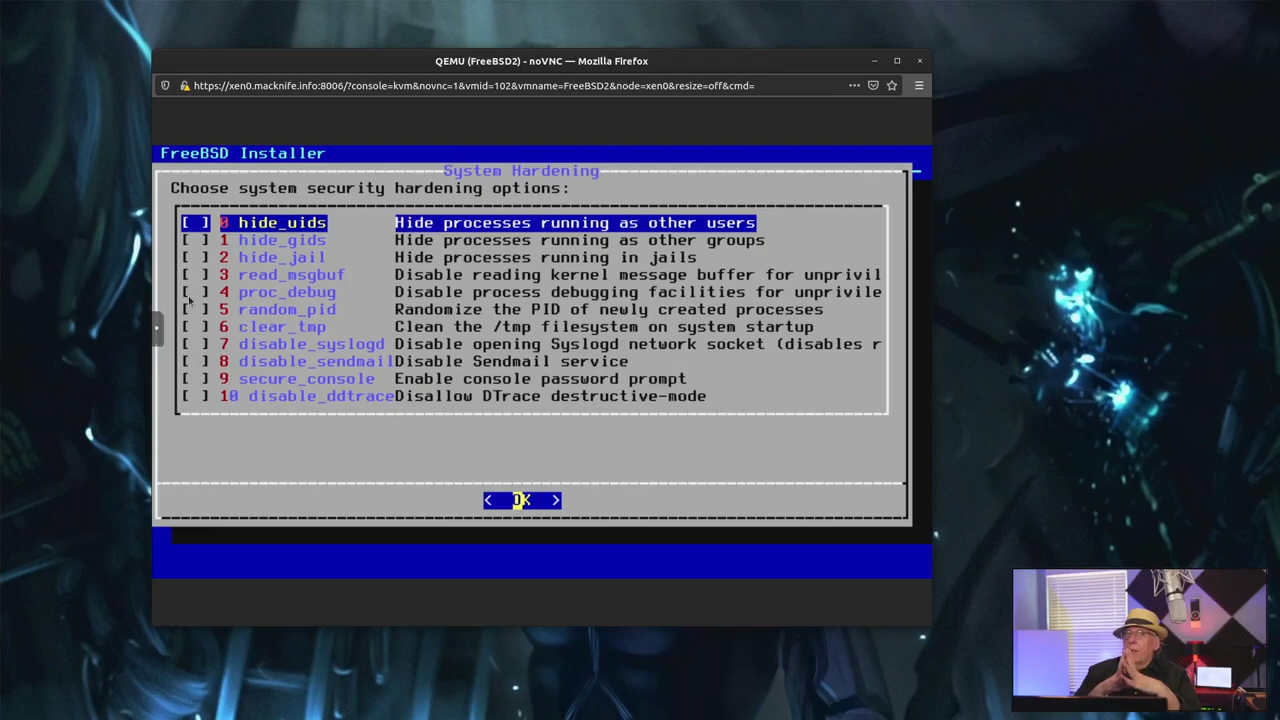 QEMU (FreeBSD2) - noVNC — Mozilla Firefox
https://xen0.macknife.info:8006/?console=kvm&novnc=1&vmid=102&vmname=FreeBSD2&node=xen0&resize=off&cmd=
FreeBSD Installer
System Hardening
Choose system security hardening options:
[ ] 0 hide_uids Hide processes running as other users
[ ] 1 hide_gids Hide processes running as other groups
[ ] 2 hide_jail Hide processes running in jails
[ ] 3 read_msgbuf Disable reading kernel message buffer for unprivil
[ ] 4 proc_debug Disable process debugging facilities for unprivile
[ ] 5 random_pid Randomize the PID of newly created processes
[ ] 6 clear_tmp Clean the /tmp filesystem on system startup
[ ] 7 disable_syslogd Disable opening Syslogd network socket (disables r
[ ] 8 disable_sendmail Disable Sendmail service
[ ] 9 secure_console Enable console password prompt
[ ] 10 disable_ddtrace Disallow DTrace destructive-mode
< OK >